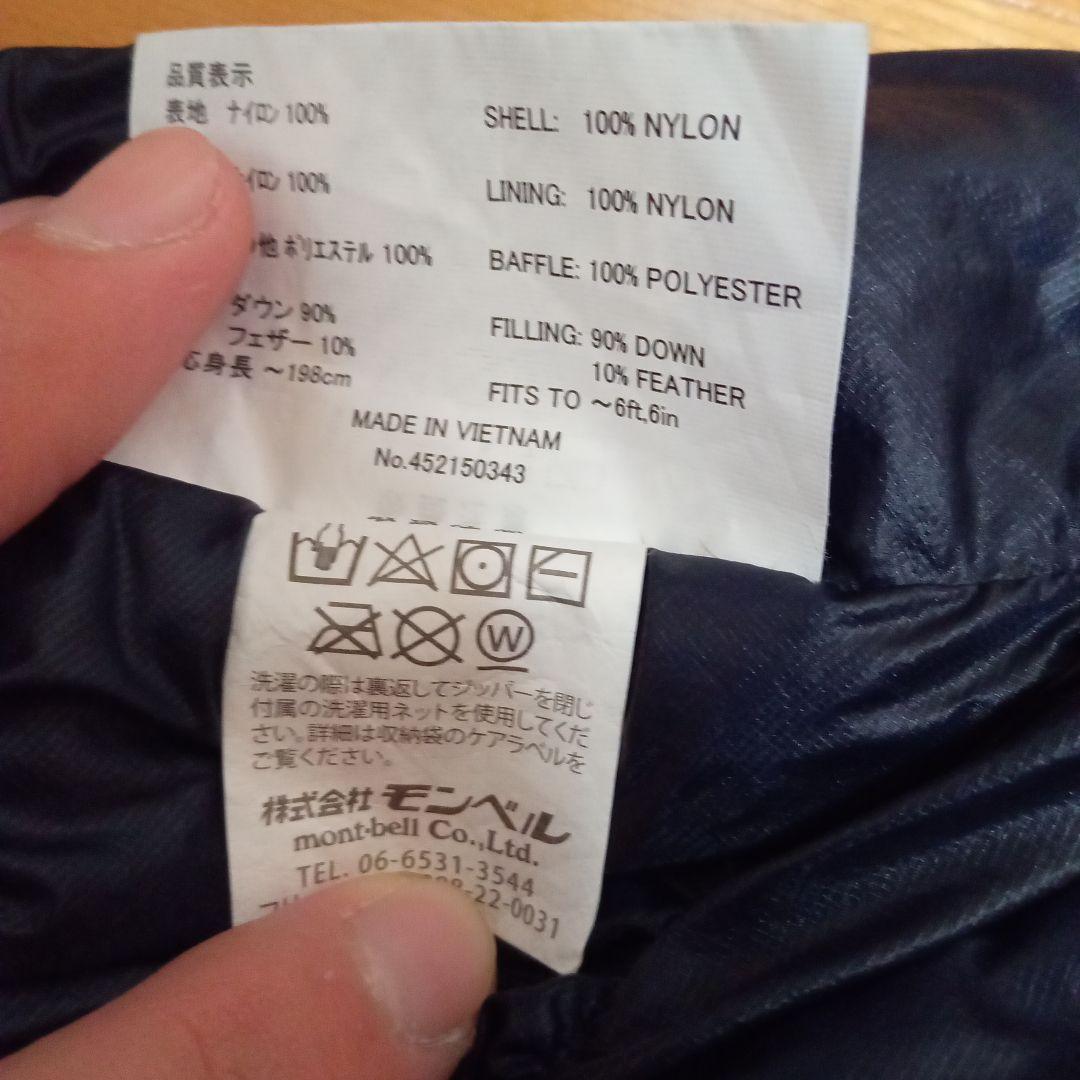 品質表示
表地 ナイロン 100%
SHELL: 100% NYLON
イロン 100%
LINING: 100% NYLON
他 ポリエステル 100%
BAFFLE: 100% POLYESTER
ダウン 90%
FILLING: 90% DOWN
フェザー 10%
10% FEATHER
身長 ～198cm
FITS TO ～6ft,6in
MADE IN VIETNAM
No.452150343
W
洗濯の際は裏返してジッパーを閉じ
付属の洗濯用ネットを使用してくだ
さい。詳細は収納袋のケアラベルを
ご覧ください。
株式会社 モンベル
mont-bell Co.,Ltd.
TEL. 06-6531-3544
22-0031